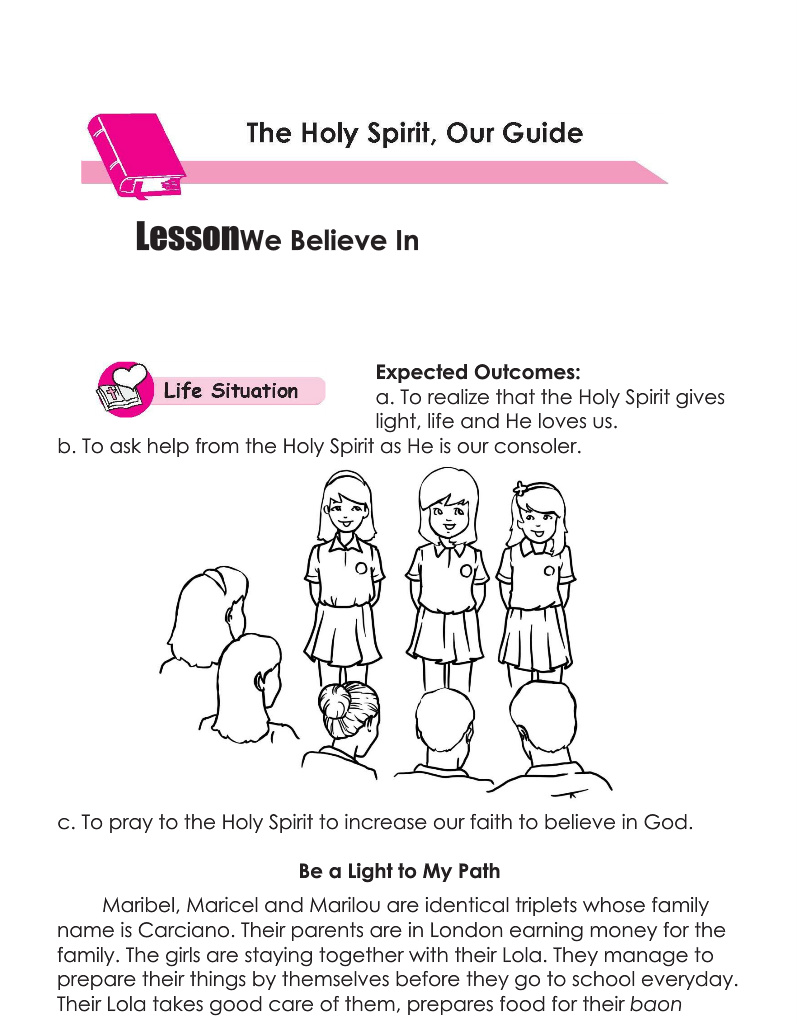 The Holy Spirit, Our Guide
LessonWe Believe In
Life Situation
Expected Outcomes:
a. To realize that the Holy Spirit gives
light, life and He loves us.
b. To ask help from the Holy Spirit as He is our consoler.
c. To pray to the Holy Spirit to increase our faith to believe in God.
Be a Light to My Path
Maribel, Maricel and Marilou are identical triplets whose family
name is Carciano. Their parents are in London earning money for the
family. The girls are staying together with their Lola. They manage to
prepare their things by themselves before they go to school everyday.
Their Lola takes good care of them, prepares food for their baon